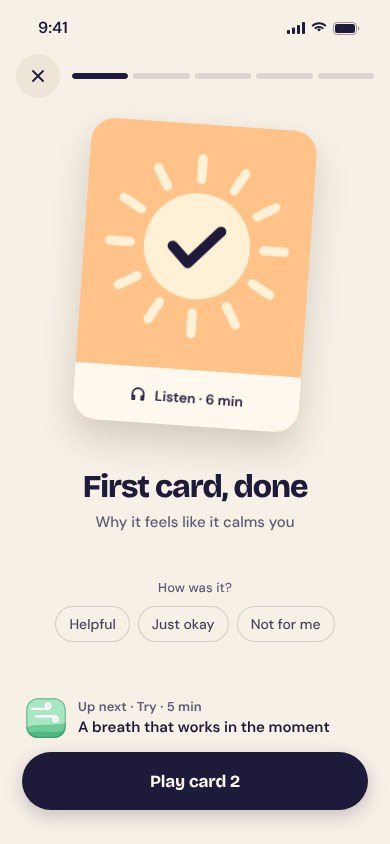 9:41
Listen · 6 min
First card, done
Why it feels like it calms you
How was it?
Helpful
Just okay
Not for me
Up next · Try · 5 min
A breath that works in the moment
Play card 2